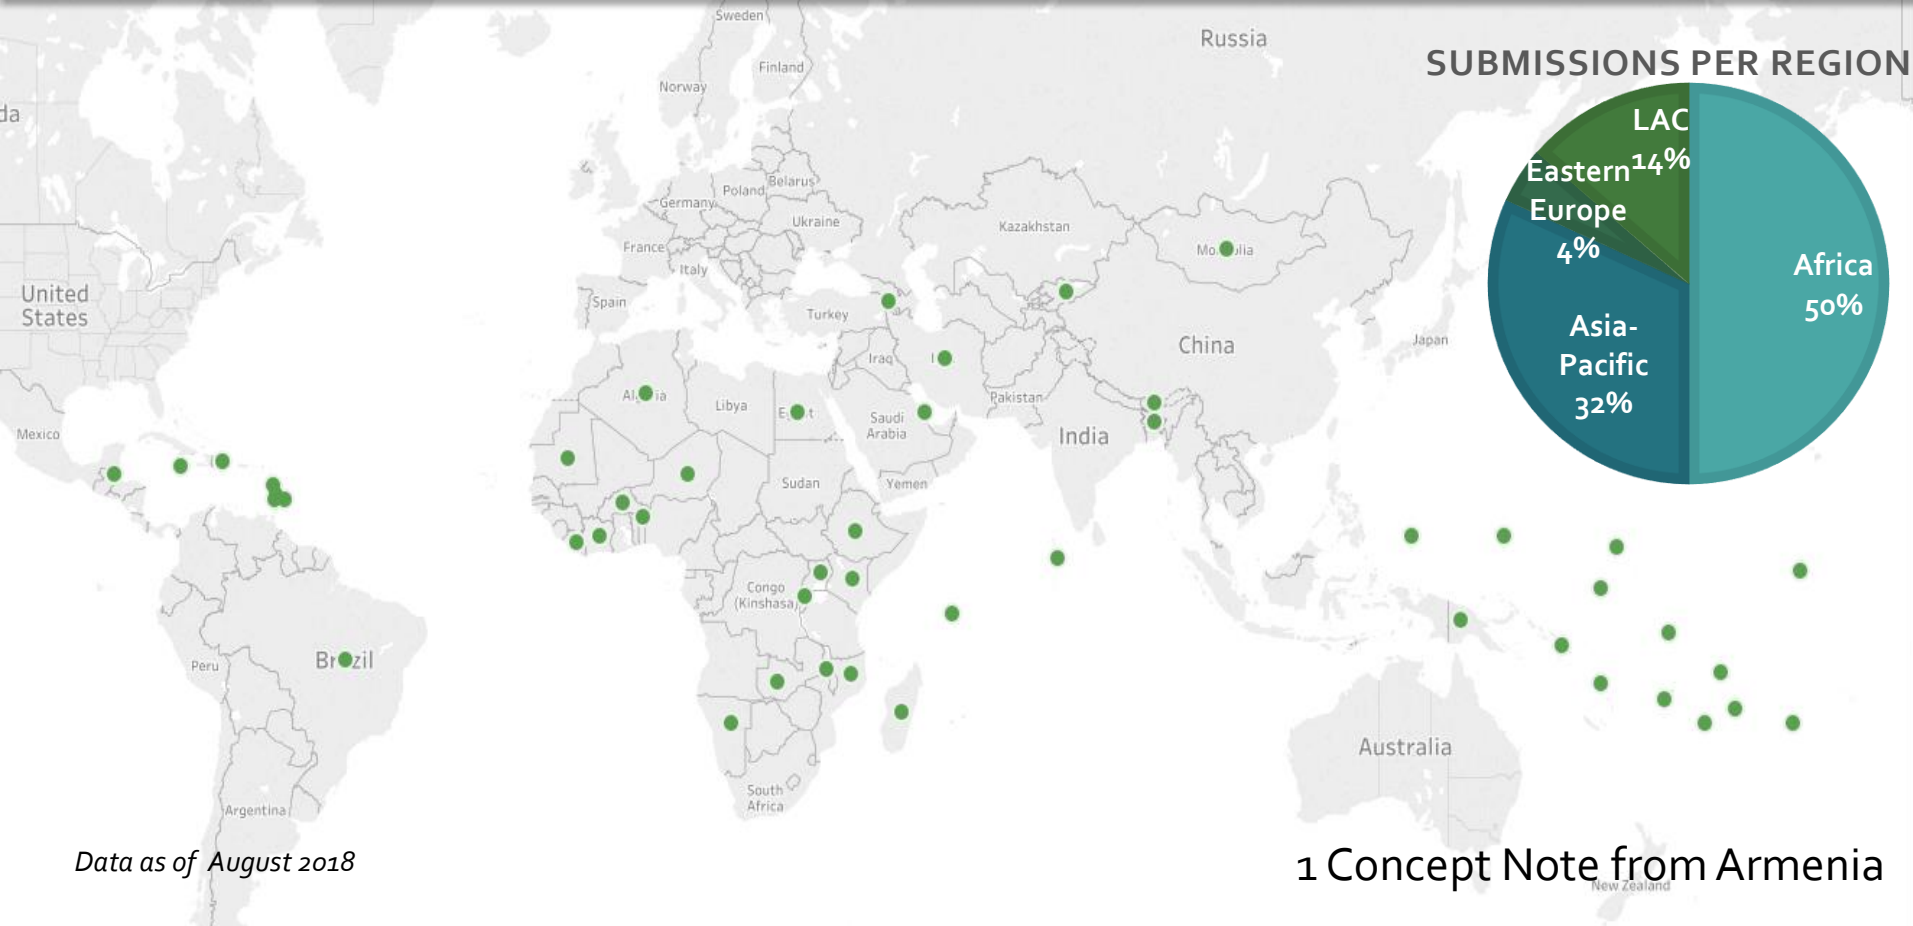 Sweden
Russia
Finland
Norway
SUBMISSIONS PER REGION
da
LAC
14%
Eastern
Europe
4%
Africa
50%
Asia-
Pacific
32%
Belarus
Poland
Germany
Ukraine
France
Kazakhstan
Italy
Spain
Turkey
United
States
China
Japan
Iraq
Libya
Saudi
Arabia
Pakistan
India
Mexico
Sudan
Yemen
Congo
(Kinshasa)
Peru
Brazil
Australia
South
Africa
Argentina
Data as of August 2018
1 Concept Note from Armenia
New Zealand